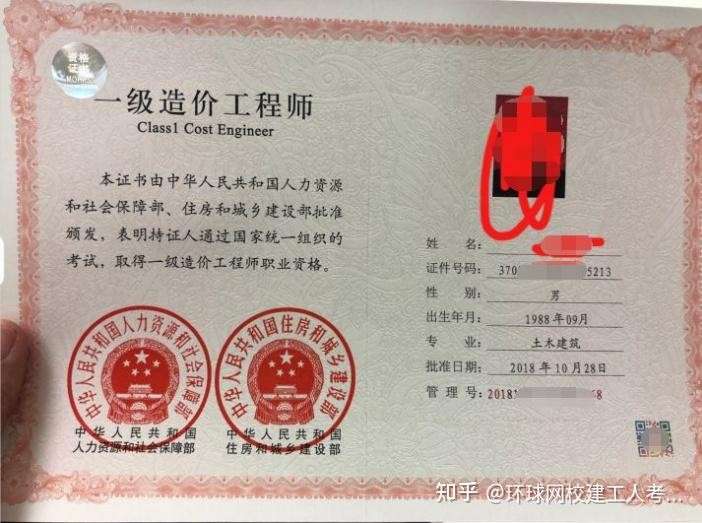 资格
证书
MOHRSS
一级造价工程师
Class1 Cost Engineer
本证书由中华人民共和国人力资源
和社会保障部、住房和城乡建设部批准
颁发，表明持证人通过国家统一组织的
考试，取得一级造价工程师职业资格。
中华人民共和国人力资源和社会保障部
中华人民共和国
人力资源和社会保障部
中华人民共和国住房和城乡建设部
中华人民共和国
住房和城乡建设部
姓 名：
证件号码： 370 5213
性 别： 男
出生年月： 1988年09月
专 业： 土木建筑
批准日期： 2018年10月28日
管 理 号： 2018 8
知乎 @环球网校建工人考...